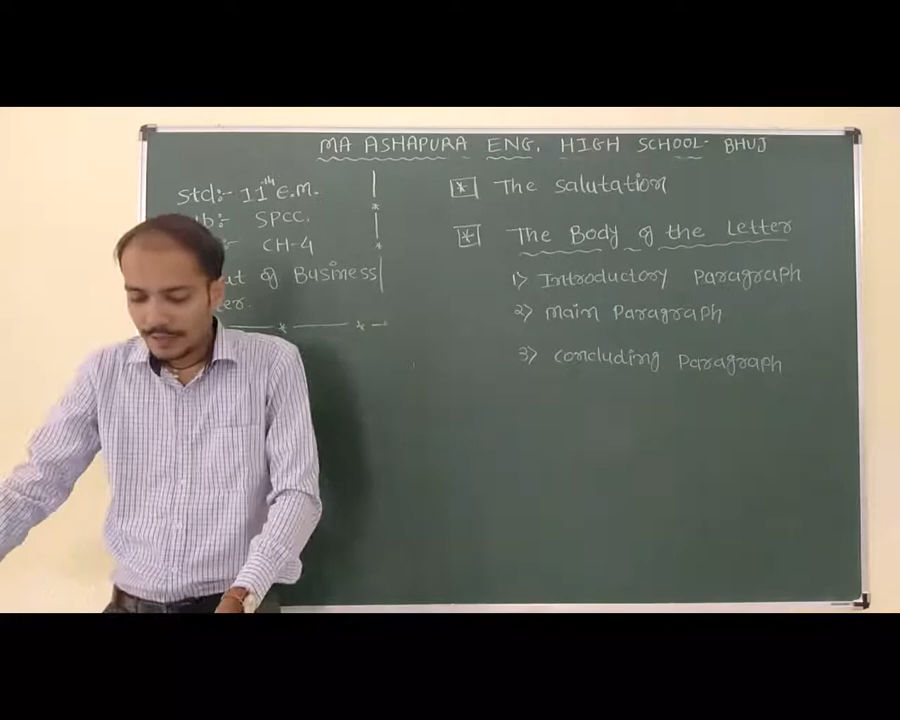 MA ASHAPURA ENG. HIGH SCHOOL- BHUJ
Std:- 11th E.M.
SPCC.
CH-4
of Business
* The salutation
* The Body of the Letter
1) Introductory Paragraph
2) main Paragraph
3) concluding Paragraph